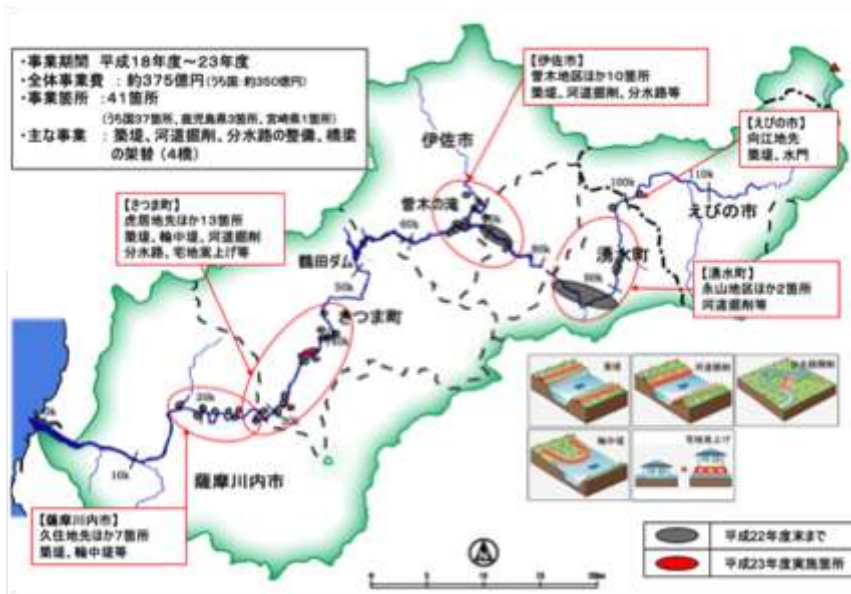 ・事業期間 平成18年度～23年度
・全体事業費 ：約375億円(うち国：約350億円)
・事業箇所 ：41箇所
(うち国37箇所、鹿児島県3箇所、宮崎県1箇所)
・主な事業 ：築堤、河道掘削、分水路の整備、橋梁
の架替（4橋）
【伊佐市】
菅木地区ほか10箇所
築堤、河道掘削、分水路等
【えびの市】
向江地先
築堤、水門
【さつま町】
虎居地先ほか13箇所
築堤、輪中堤、河道掘削
分水路、宅地嵩上げ等
【湧水町】
永山地区ほか2箇所
河道掘削等
【薩摩川内市】
久住地先ほか7箇所
築堤、輪中堤等
伊佐市
曽木の滝
鶴田ダム
さつま町
湧水町
えびの市
薩摩川内市
10k
20k
50k
60k
100k
110k
築堤
河道掘削
輪中堤
宅地嵩上げ
平成22年度末まで
平成23年度実施箇所